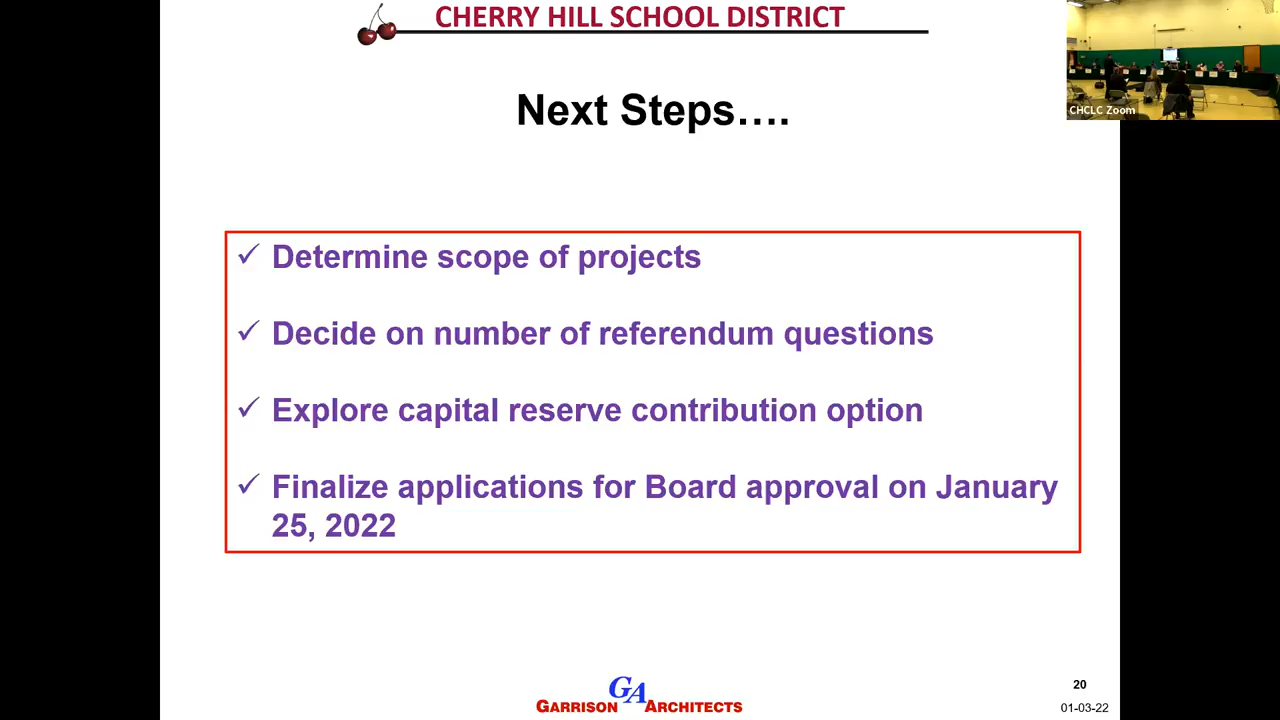 CHERRY HILL SCHOOL DISTRICT
CHCLC Zoom
Next Steps….
✓ Determine scope of projects
✓ Decide on number of referendum questions
✓ Explore capital reserve contribution option
✓ Finalize applications for Board approval on January
25, 2022
GA
GARRISON ARCHITECTS
20
01-03-22